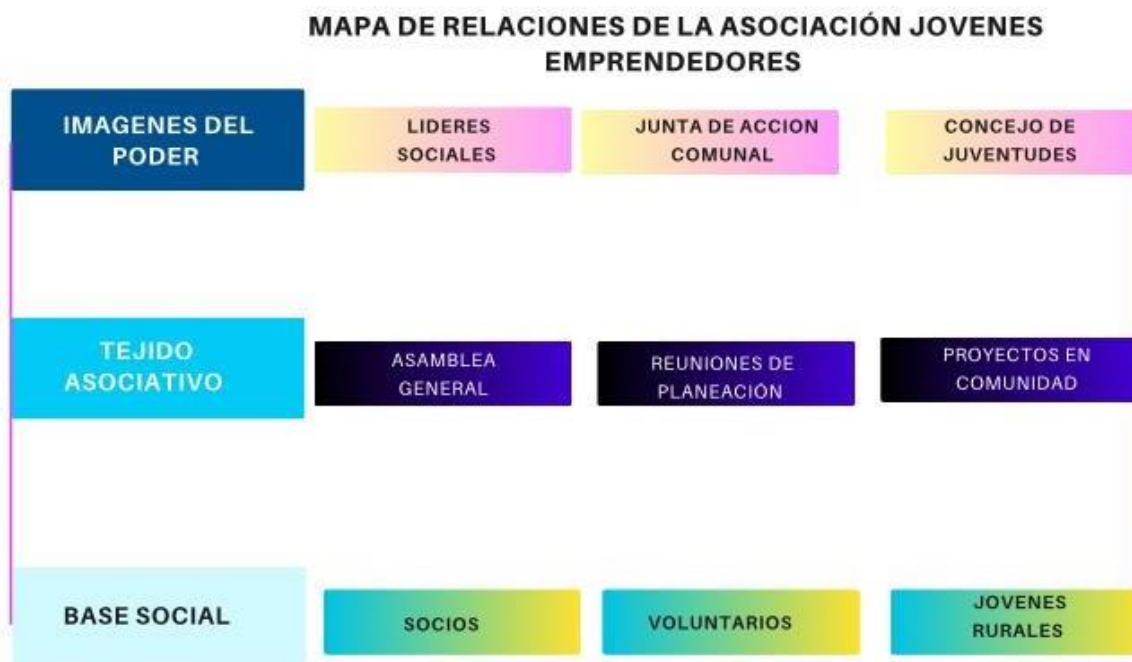 MAPA DE RELACIONES DE LA ASOCIACIÓN JOVENES
EMPRENDEDORES
IMAGENES DEL
PODER
LIDERES
SOCIALES
JUNTA DE ACCION
COMUNAL
CONCEJO DE
JUVENTUDES
TEJIDO
ASOCIATIVO
ASAMBLEA
GENERAL
REUNIONES DE
PLANEACIÓN
PROYECTOS EN
COMUNIDAD
BASE SOCIAL
SOCIOS
VOLUNTARIOS
JOVENES
RURALES